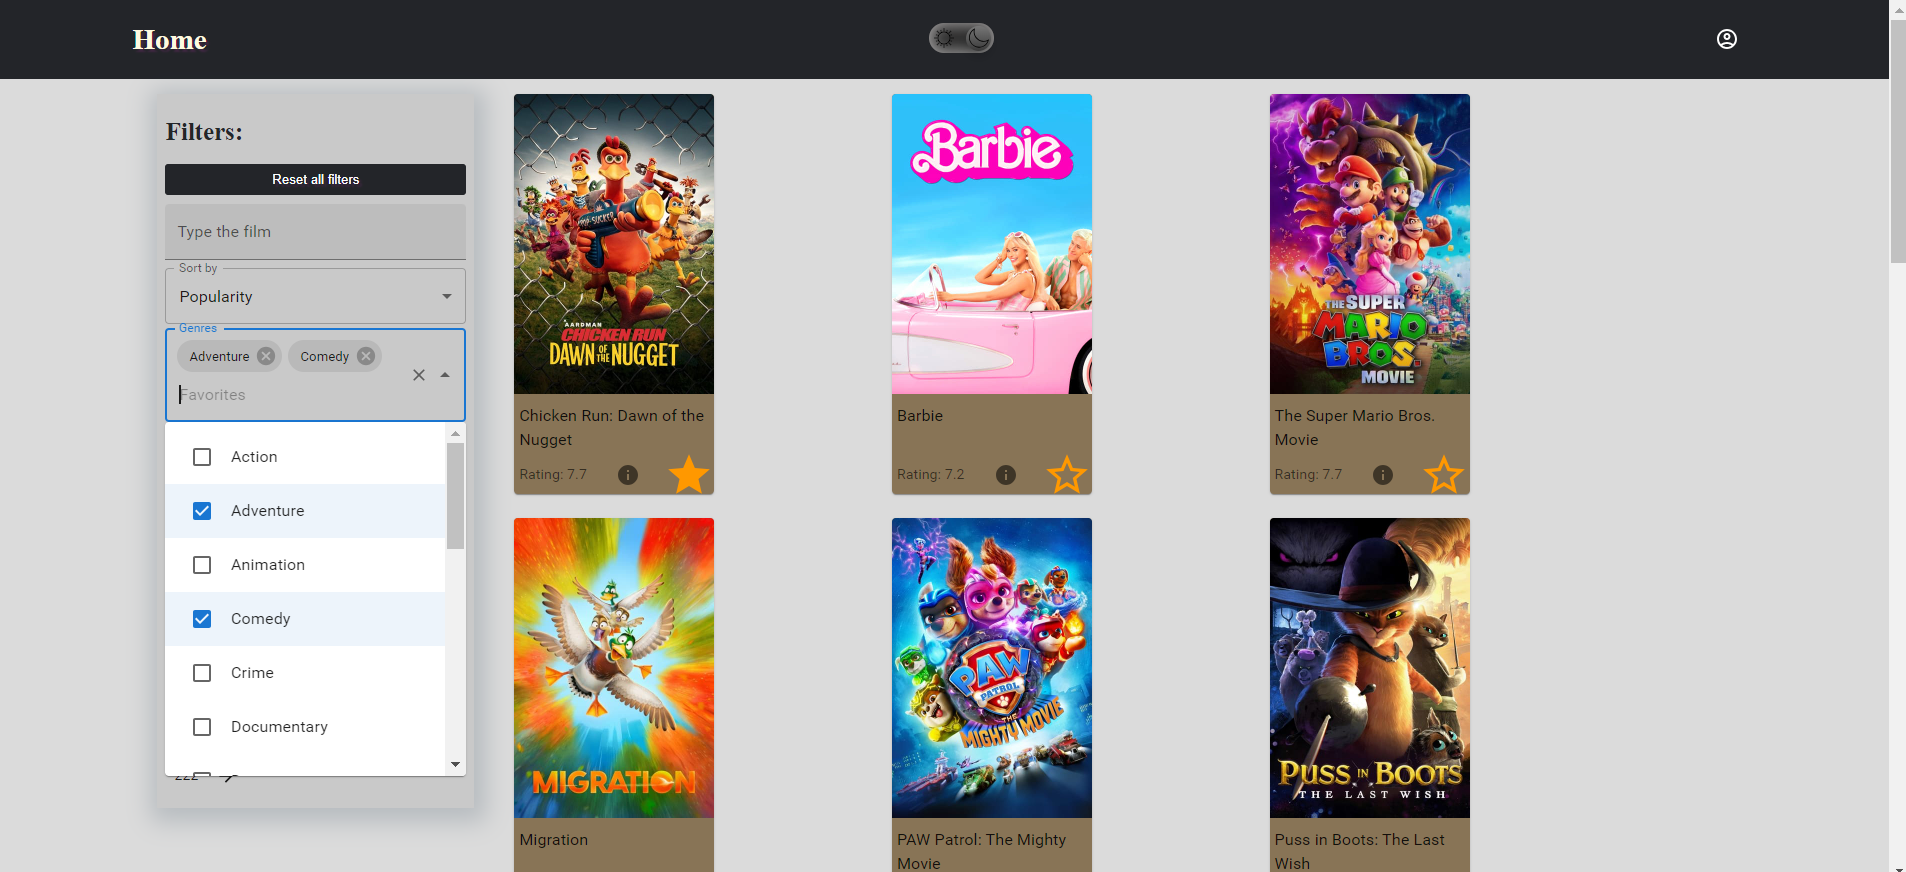 Home
Filters:
Reset all filters
Type the film
Sort by
Popularity
Genres
Adventure
Comedy
Favorites
Action
Adventure
Animation
Comedy
Crime
Documentary
222
POP-SUCKER
AARDMAN
CHICKEN RUN
DAWN OF THE NUGGET
Chicken Run: Dawn of the
Nugget
Rating: 7.7
Barbie
Barbie
Rating: 7.2
THE SUPER
MARIO
BROS.
MOVIE
The Super Mario Bros.
Movie
Rating: 7.7
MIGRATION
Migration
PAW
PATROL
THE
MIGHTY MOVIE
PAW Patrol: The Mighty
Movie
PUSS IN BOOTS
THE LAST WISH
Puss in Boots: The Last
Wish